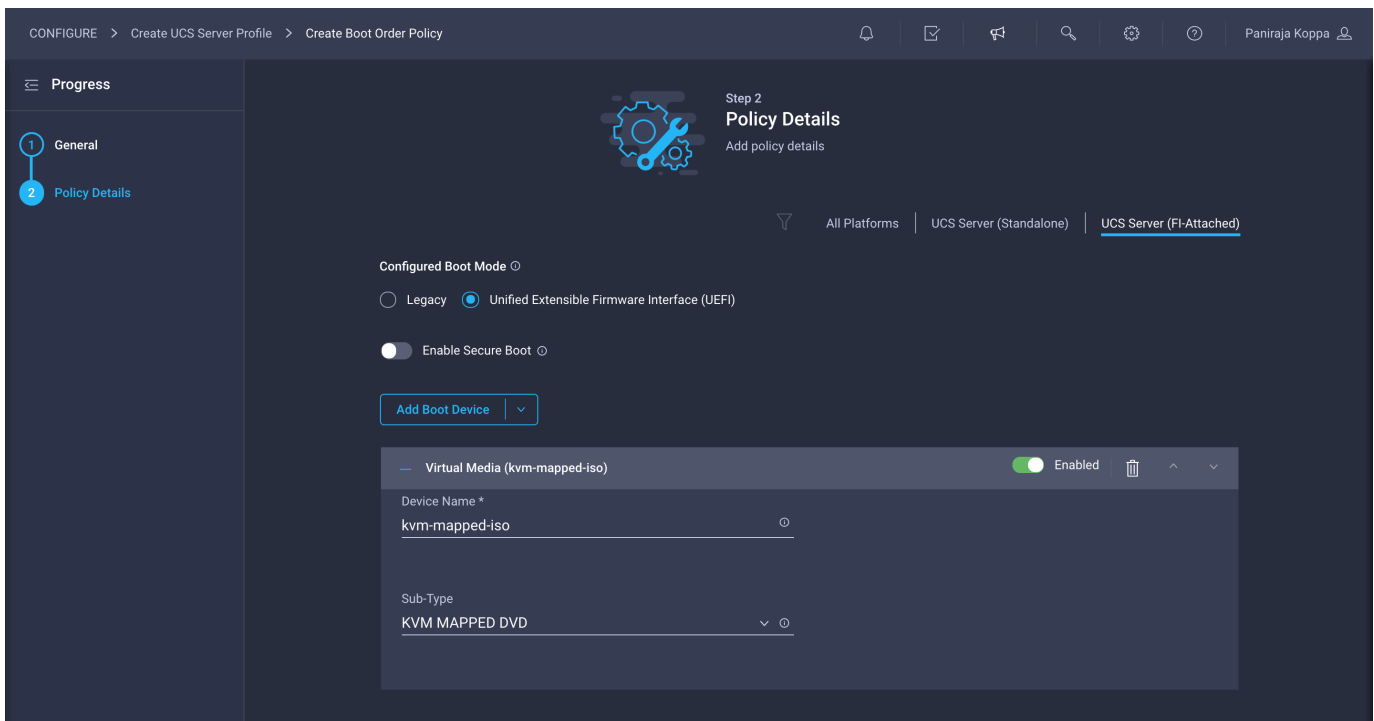 CONFIGURE > Create UCS Server Profile > Create Boot Order Policy
Paniraja Koppa
Progress
1 General
2 Policy Details
Step 2
Policy Details
Add policy details
All Platforms
UCS Server (Standalone)
UCS Server (FI-Attached)
Configured Boot Mode
Legacy
Unified Extensible Firmware Interface (UEFI)
Enable Secure Boot
Add Boot Device
Virtual Media (kvm-mapped-iso)
Enabled
Device Name *
kvm-mapped-iso
Sub-Type
KVM MAPPED DVD